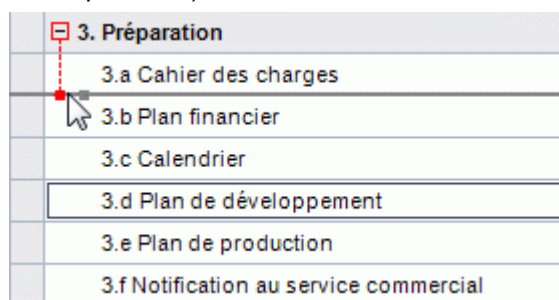 3. Préparation
3.a Cahier des charges
3.b Plan financier
3.c Calendrier
3.d Plan de développement
3.e Plan de production
3.f Notification au service commercial